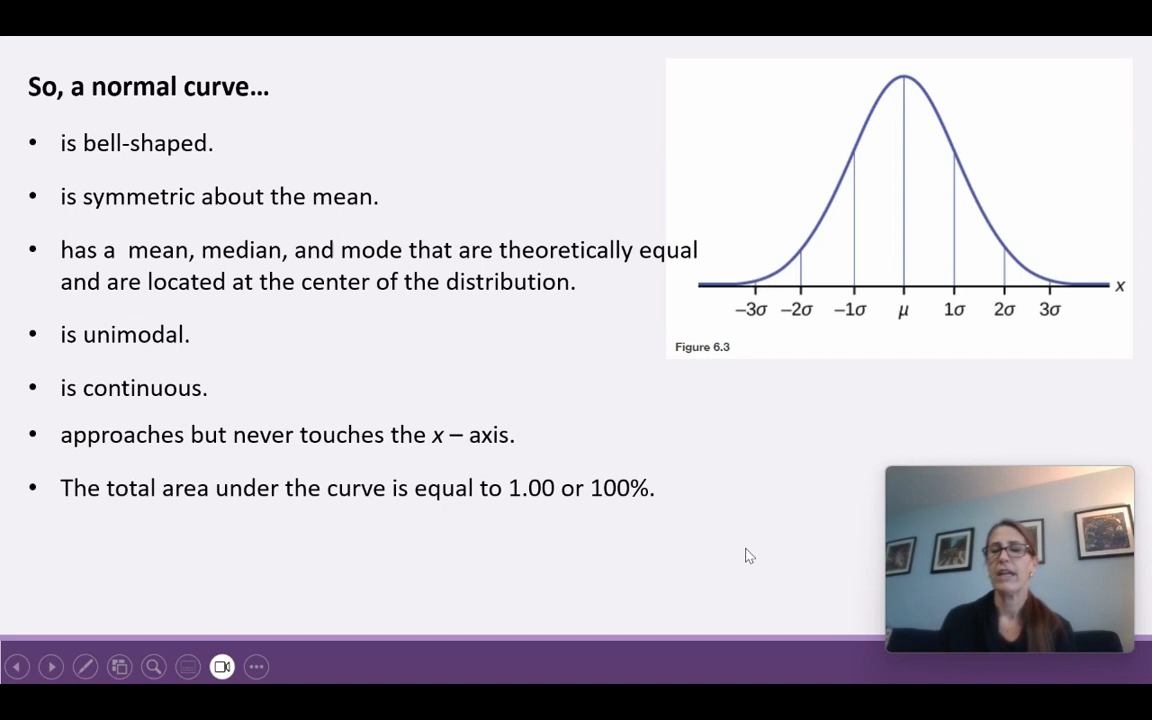 So, a normal curve...
• is bell-shaped.
• is symmetric about the mean.
• has a  mean, median, and mode that are theoretically equal
and are located at the center of the distribution.
• is unimodal.
• is continuous.
• approaches but never touches the x – axis.
• The total area under the curve is equal to 1.00 or 100%.
x
–3σ –2σ –1σ μ 1σ 2σ 3σ
Figure 6.3